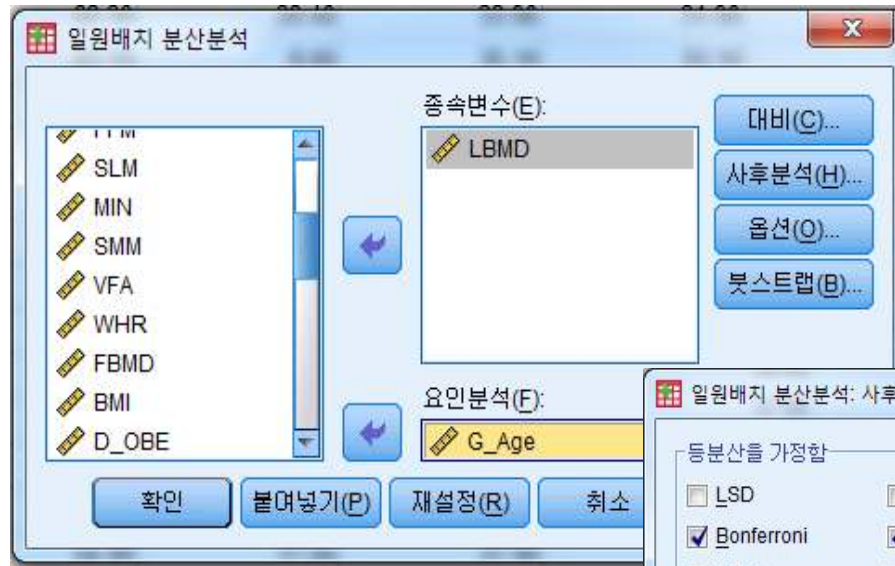 일원배치 분산분석
X
종속변수(E):
SLM
MIN
SMM
VFA
WHR
FBMD
BMI
D_OBE
LBMD
대비(C)...
사후분석(H)...
옵션(O)...
붓스트랩(B)...
요인분석(F):
G_Age
확인
붙여넣기(P)
재설정(R)
취소
일원배치 분산분석: 사후
등분산을 가정함
LSD
Bonferroni